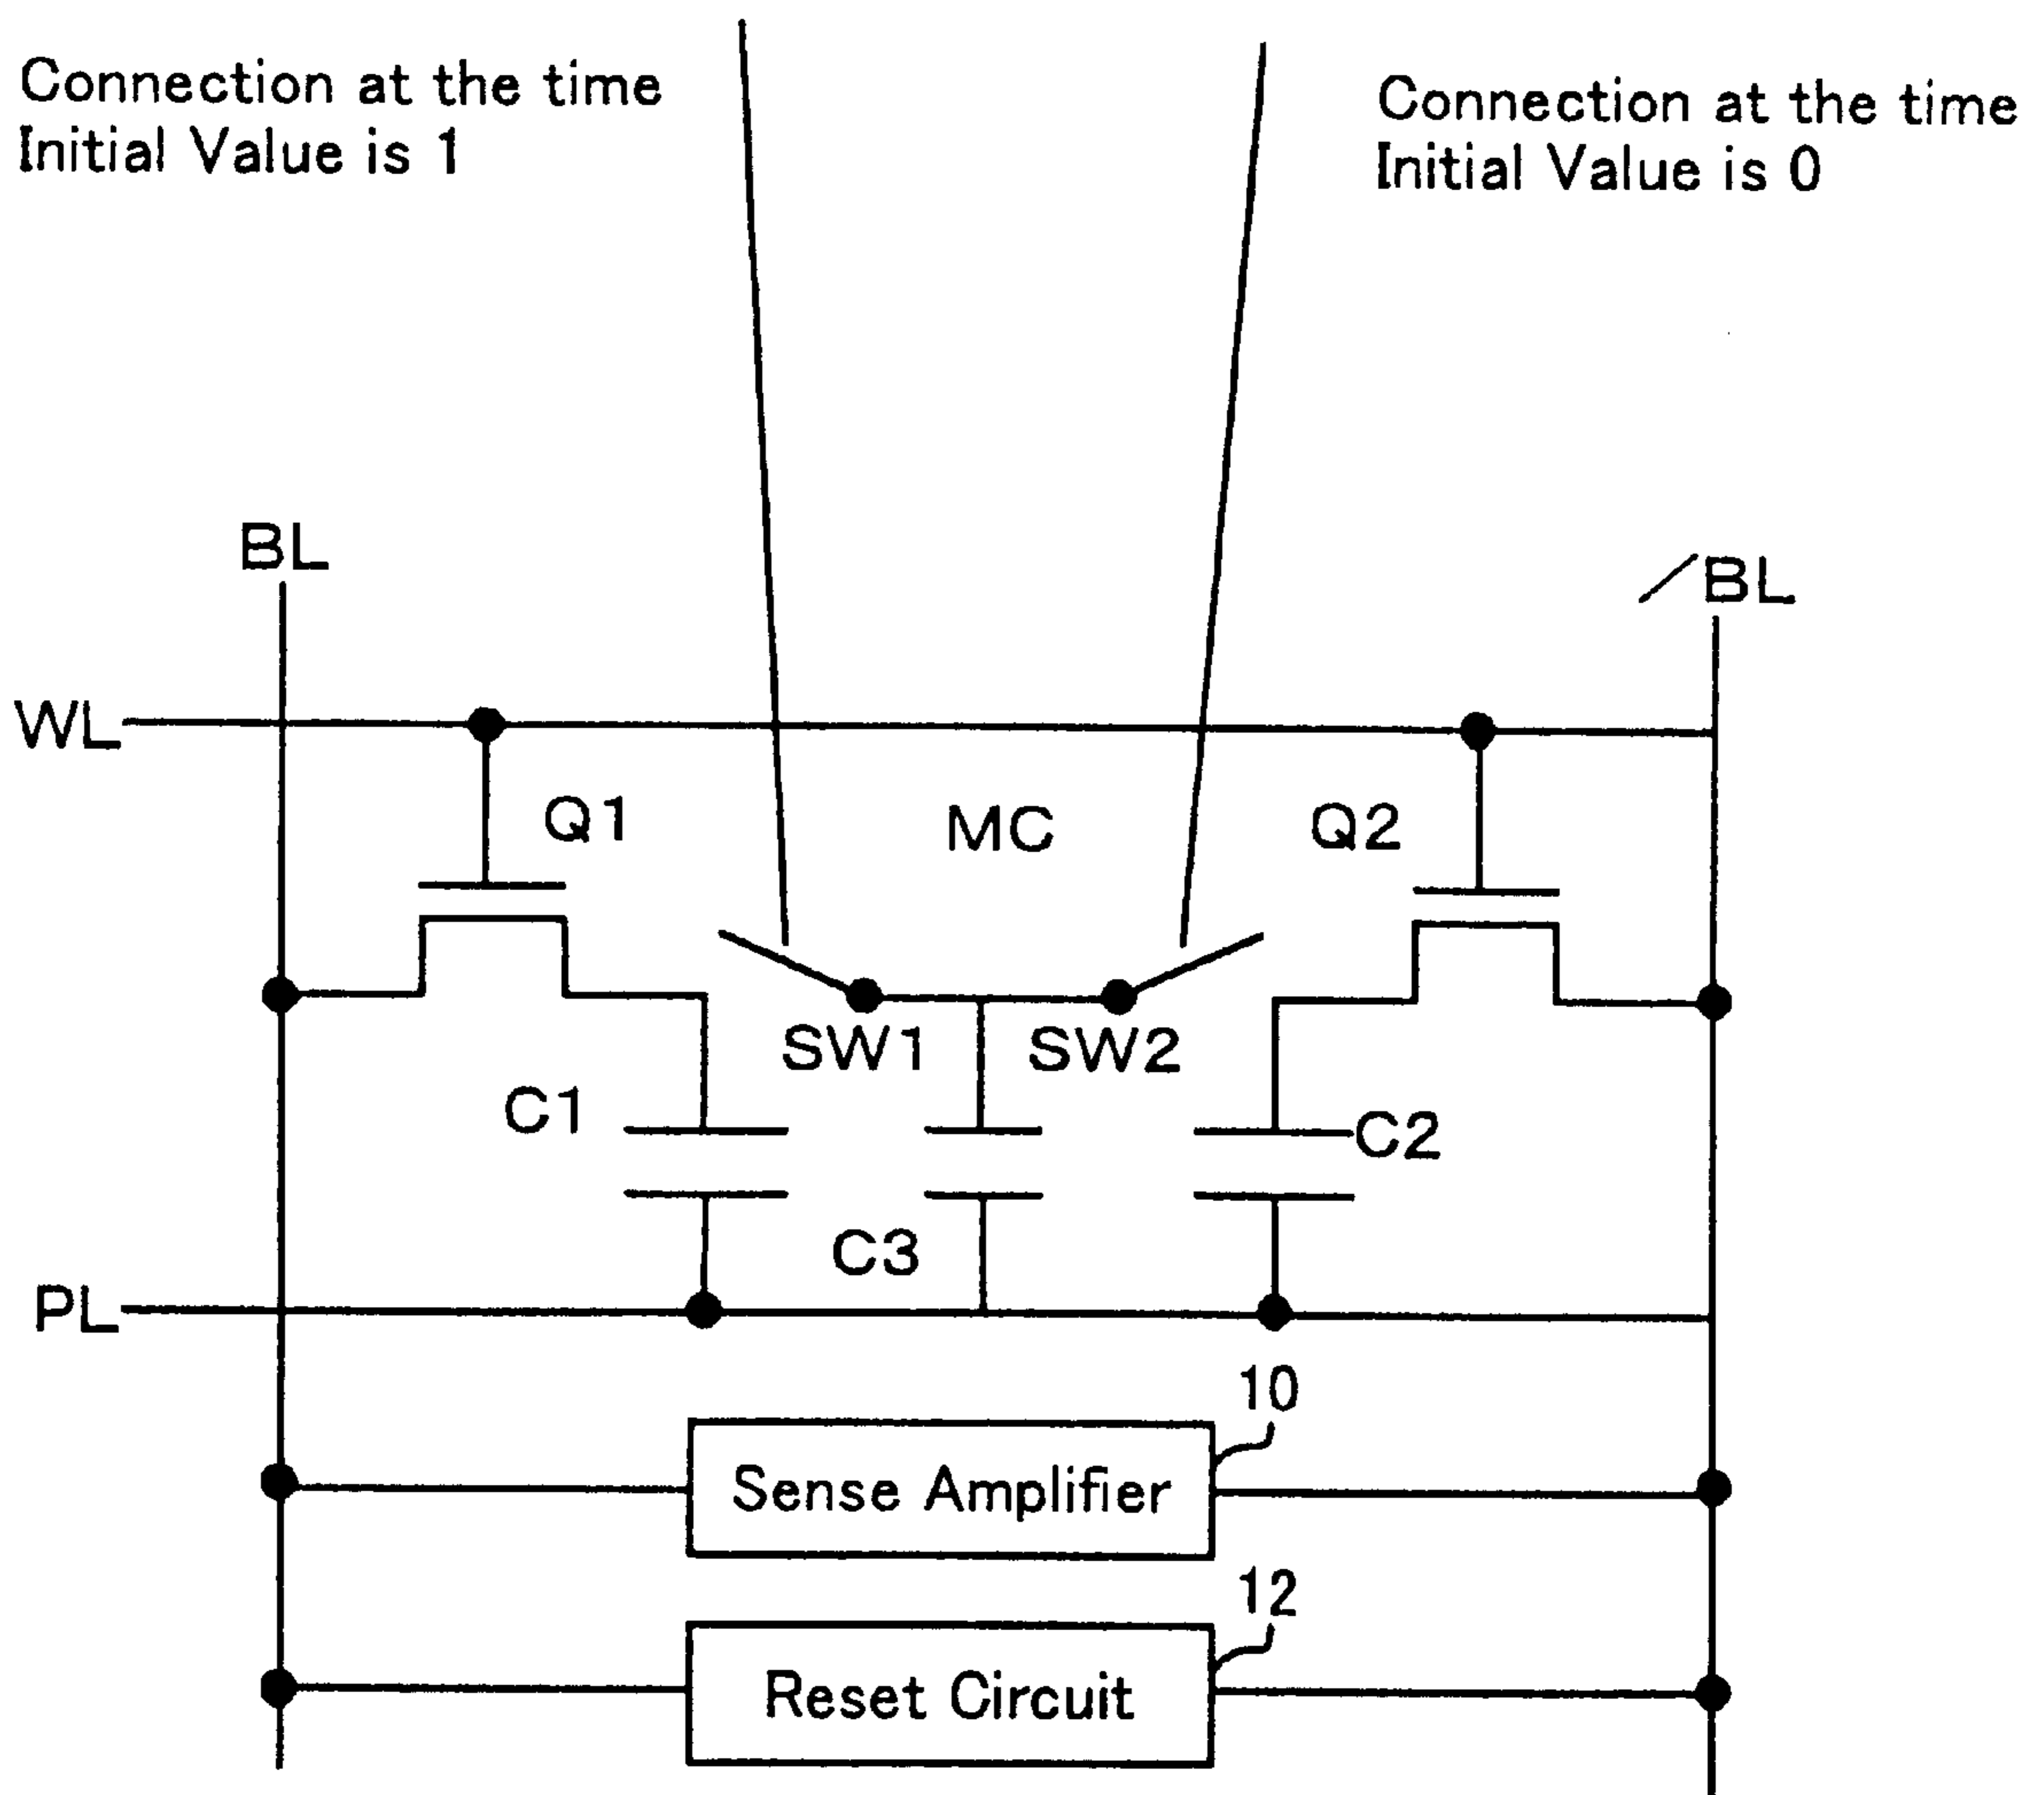 Connection at the time
Initial Value is 1
Connection at the time
Initial Value is 0
BL
/BL
WL
Q1
MC
Q2
SW1
SW2
C1
C2
C3
PL
10
Sense Amplifier
12
Reset Circuit